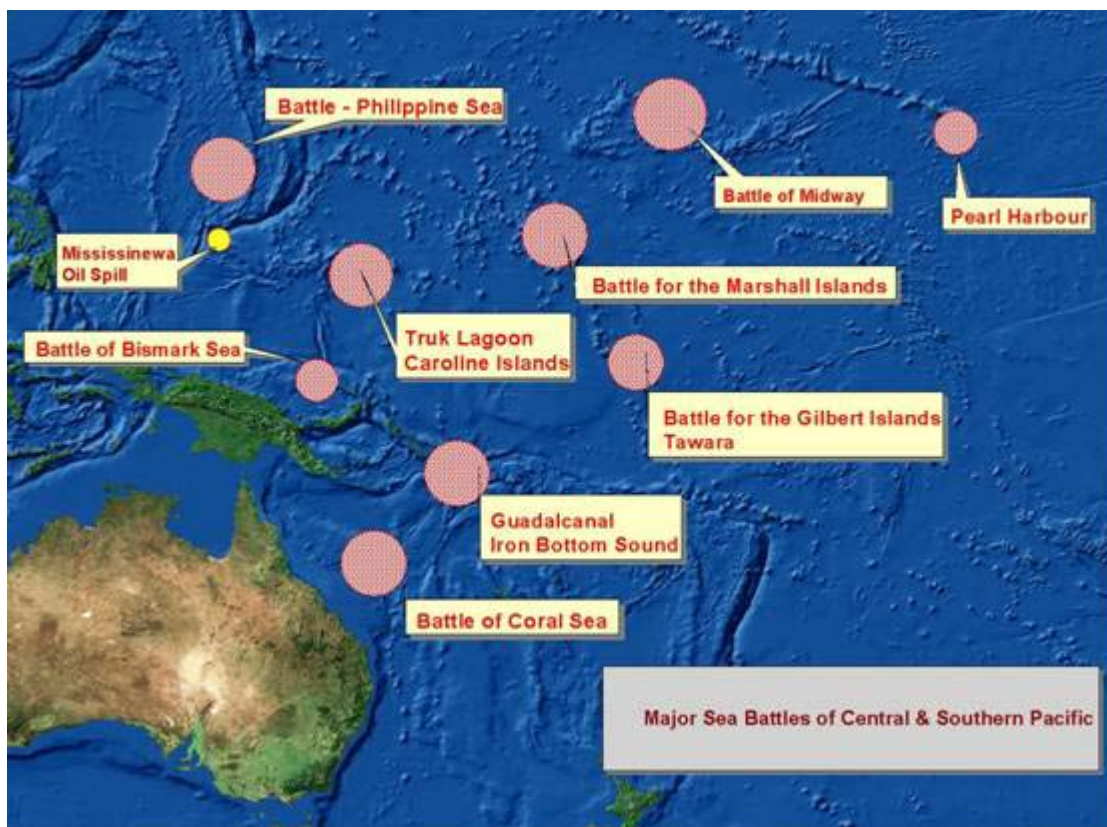 Battle - Philippine Sea
Battle of Midway
Pearl Harbour
Mississinewa
Oil Spill
Battle for the Marshall Islands
Truk Lagoon
Caroline Islands
Battle of Bismark Sea
Battle for the Gilbert Islands
Tawara
Guadalcanal
Iron Bottom Sound
Battle of Coral Sea
Major Sea Battles of Central & Southern Pacific